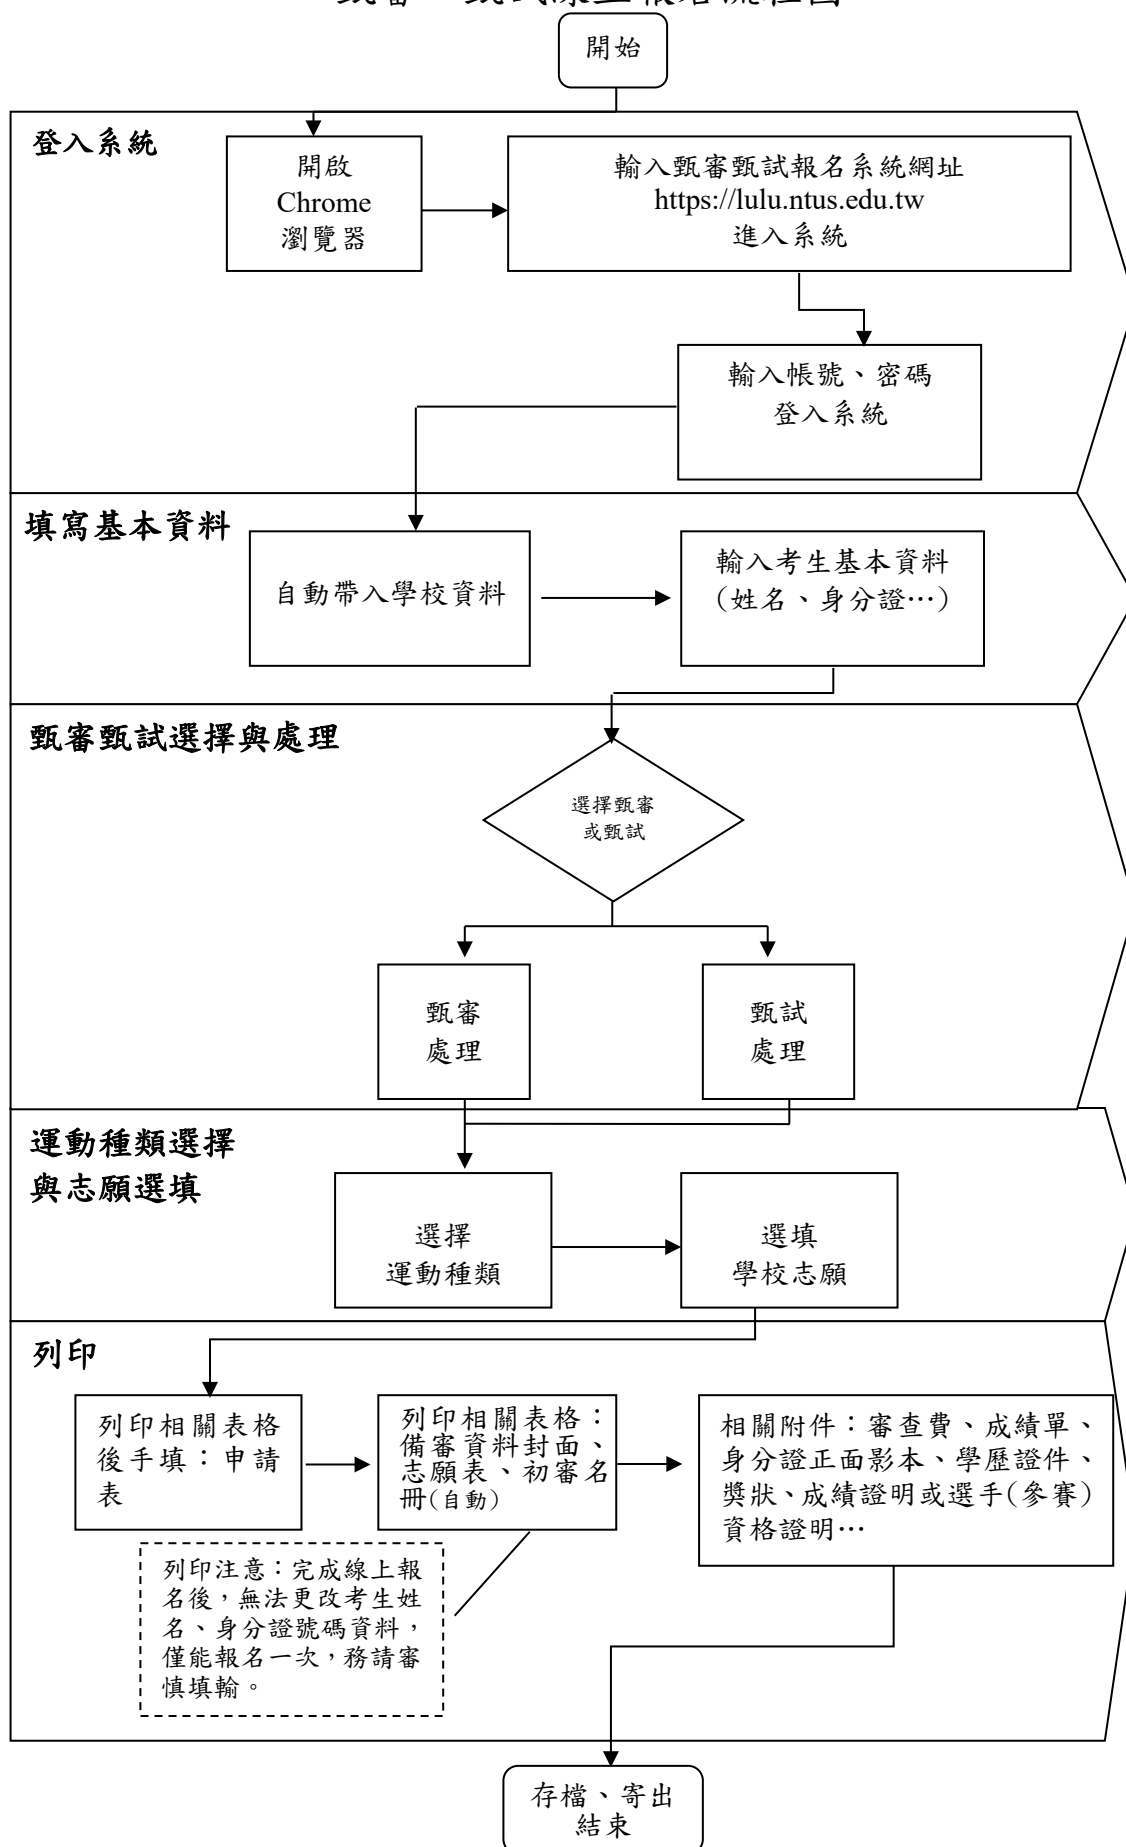 開始
登入系統
開啟
Chrome
瀏覽器
輸入甄審甄試報名系統網址
https://lulu.ntus.edu.tw
進入系統
輸入帳號、密碼
登入系統
填寫基本資料
自動帶入學校資料
輸入考生基本資料
(姓名、身分證…)
甄審甄試選擇與處理
選擇甄審
或甄試
甄審
處理
甄試
處理
運動種類選擇
與志願選填
選擇
運動種類
選填
學校志願
列印
列印相關表格
後手填：申請
表
列印相關表格：
備審資料封面、
志願表、初審名
冊(自動)
相關附件：審查費、成績單、
身分證正面影本、學歷證件、
獎狀、成績證明或選手(參賽)
資格證明…
列印注意：完成線上報
名後，無法更改考生姓
名、身分證號碼資料，
僅能報名一次，務請審
慎填輸。
存檔、寄出
結束